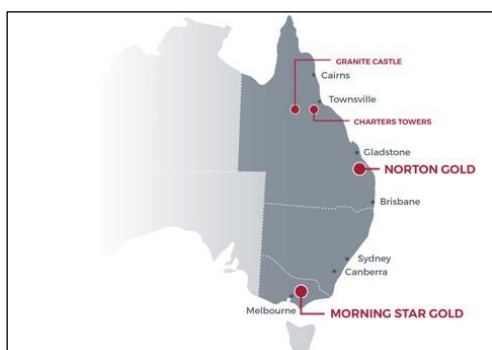 GRANITE CASTLE
Cairns
Townsville
CHARTERS TOWERS
Gladstone
NORTON GOLD
Brisbane
Sydney
Canberra
Melbourne
MORNING STAR GOLD